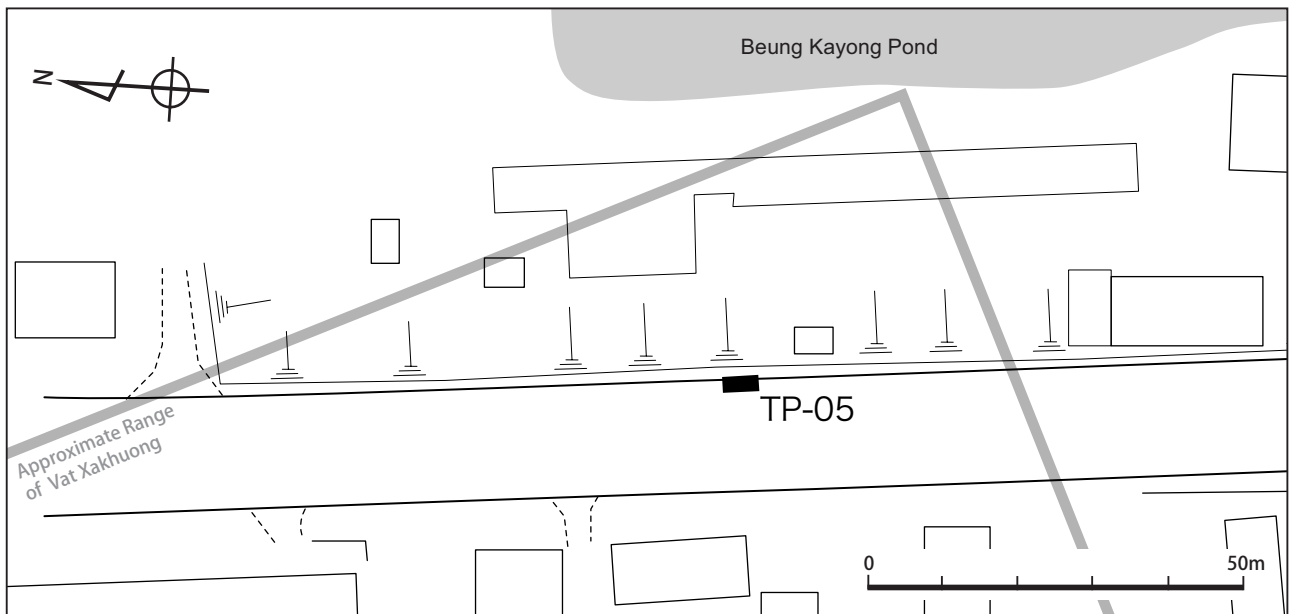 Beung Kayong Pond
N
TP-05
Approximate Range
of Vat Xakhuong
0
50m